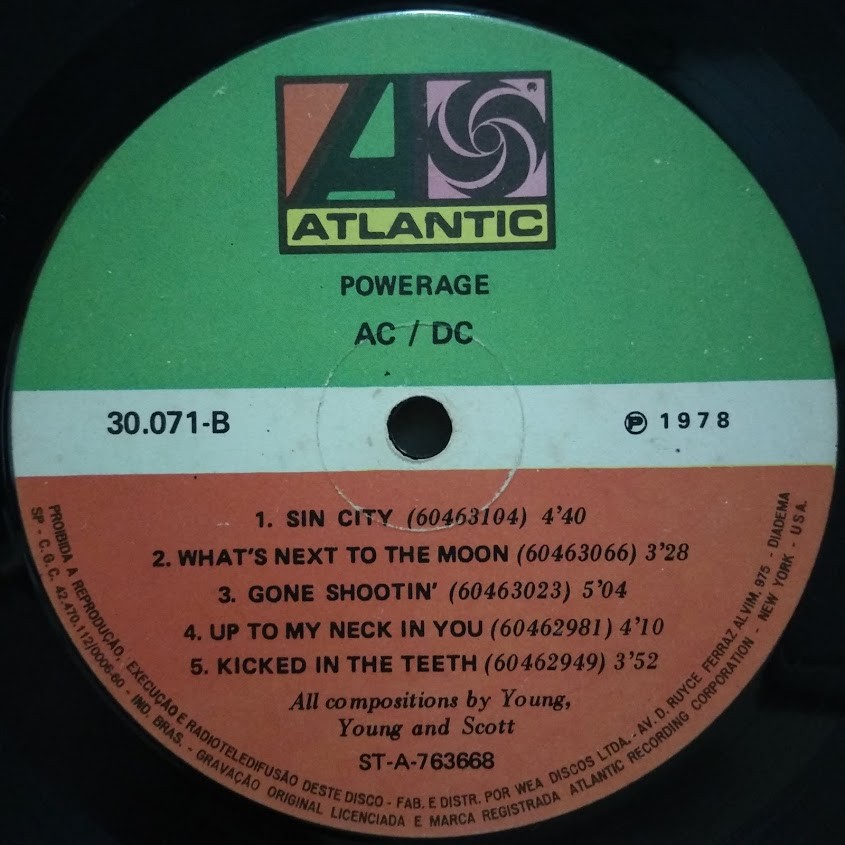 ATLANTIC
®
POWERAGE
AC / DC
30.071-B
℗ 1978
1. SIN CITY (60463104) 4'40
2. WHAT'S NEXT TO THE MOON (60463066) 3'28
3. GONE SHOOTIN' (60463023) 5'04
4. UP TO MY NECK IN YOU (60462981) 4'10
5. KICKED IN THE TEETH (60462949) 3'52
All compositions by Young,
Young and Scott
ST-A-763668
PROIBIDA A REPRODUÇÃO, EXECUÇÃO E RADIOTELEDIFUSÃO DESTE DISCO - FAB. E DISTR. POR WEA DISCOS LTDA. - AV. D. RUYCE FERRAZ ALVIM, 975 - DIADEMA
SP - C.G.C. 42.470.112/0006-60 - IND. BRAS. - GRAVAÇÃO ORIGINAL LICENCIADA E MARCA REGISTRADA ATLANTIC RECORDING CORPORATION - NEW YORK - USA.